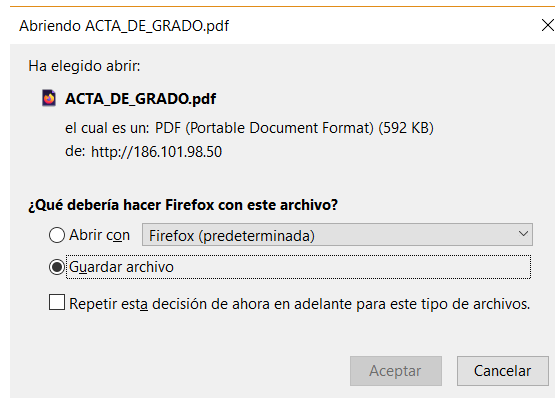 Abriendo ACTA_DE_GRADO.pdf
Ha elegido abrir:
ACTA_DE_GRADO.pdf
el cual es un: PDF (Portable Document Format) (592 KB)
de: http://186.101.98.50
¿Qué debería hacer Firefox con este archivo?
Abrir con Firefox (predeterminada)
Guardar archivo
Repetir esta decisión de ahora en adelante para este tipo de archivos.
Aceptar Cancelar